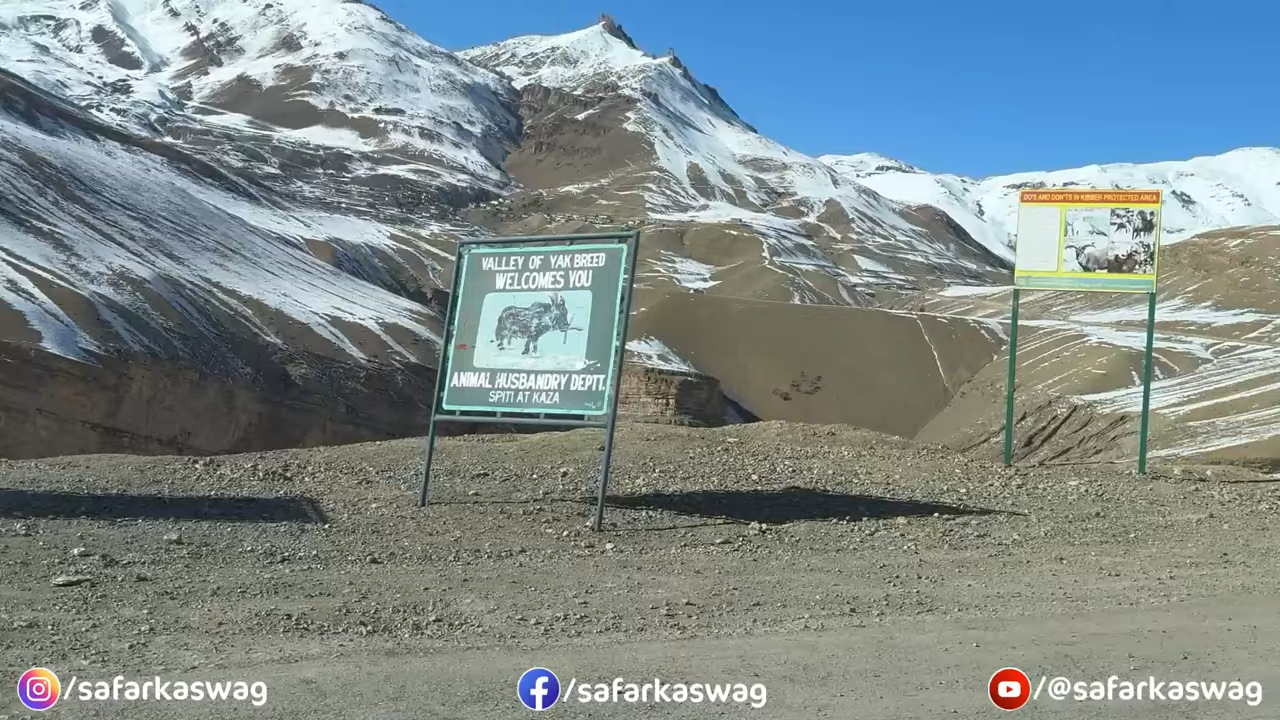 VALLEY OF YAK BREED
WELCOMES YOU
ANIMAL HUSBANDRY DEPTT.
SPITI AT KAZA
DO'S AND DON'TS IN KIBBER PROTECTED AREA
/safarkaswag
/safarkaswag
/@safarkaswag